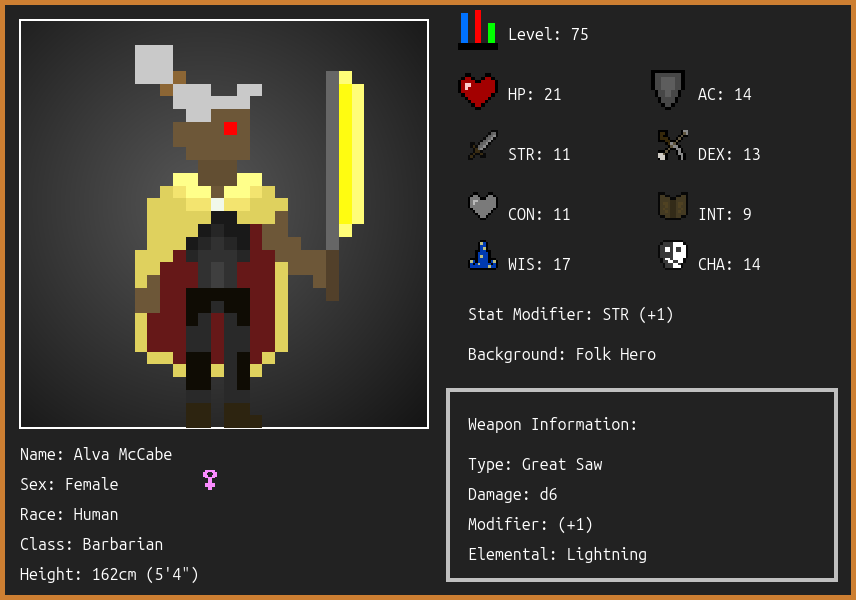 Level: 75
HP: 21
AC: 14
STR: 11
DEX: 13
CON: 11
INT: 9
WIS: 17
CHA: 14
Stat Modifier: STR (+1)
Background: Folk Hero
Weapon Information:
Type: Great Saw
Damage: d6
Modifier: (+1)
Elemental: Lightning
Name: Alva McCabe
Sex: Female
Race: Human
Class: Barbarian
Height: 162cm (5'4")